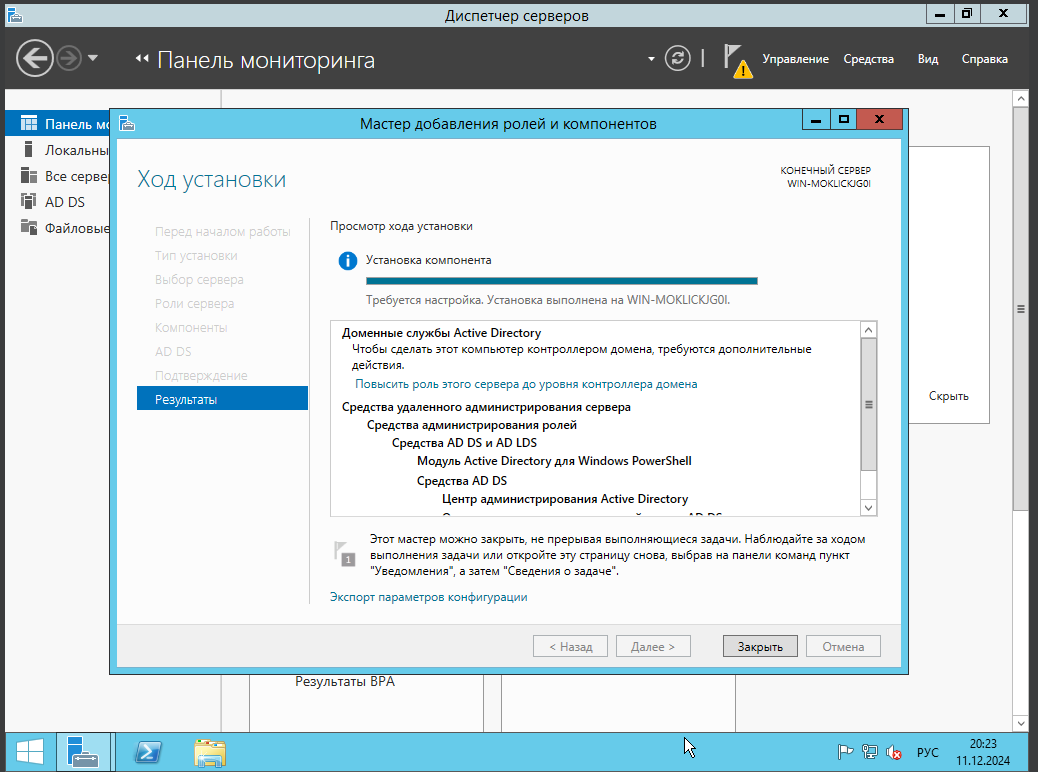 Диспетчер серверов
Панель мониторинга
Управление
Средства
Вид
Справка
Панель мо
Локальны
Все серве
AD DS
Файловые
Мастер добавления ролей и компонентов
Ход установки
КОНЕЧНЫЙ СЕРВЕР
WIN-MOKLICKJG0I
Перед началом работы
Тип установки
Выбор сервера
Роли сервера
Компоненты
AD DS
Подтверждение
Результаты
Просмотр хода установки
Установка компонента
Требуется настройка. Установка выполнена на WIN-MOKLICKJG0I.
Доменные службы Active Directory
Чтобы сделать этот компьютер контроллером домена, требуются дополнительные
действия.
Повысить роль этого сервера до уровня контроллера домена
Средства удаленного администрирования сервера
Средства администрирования ролей
Средства AD DS и AD LDS
Модуль Active Directory для Windows PowerShell
Средства AD DS
Центр администрирования Active Directory
1
Этот мастер можно закрыть, не прерывая выполняющиеся задачи. Наблюдайте за ходом
выполнения задачи или откройте эту страницу снова, выбрав на панели команд пункт
"Уведомления", а затем "Сведения о задаче".
Экспорт параметров конфигурации
< Назад
Далее >
Закрыть
Отмена
Скрыть
Результаты BPA
РУС
20:23
11.12.2024